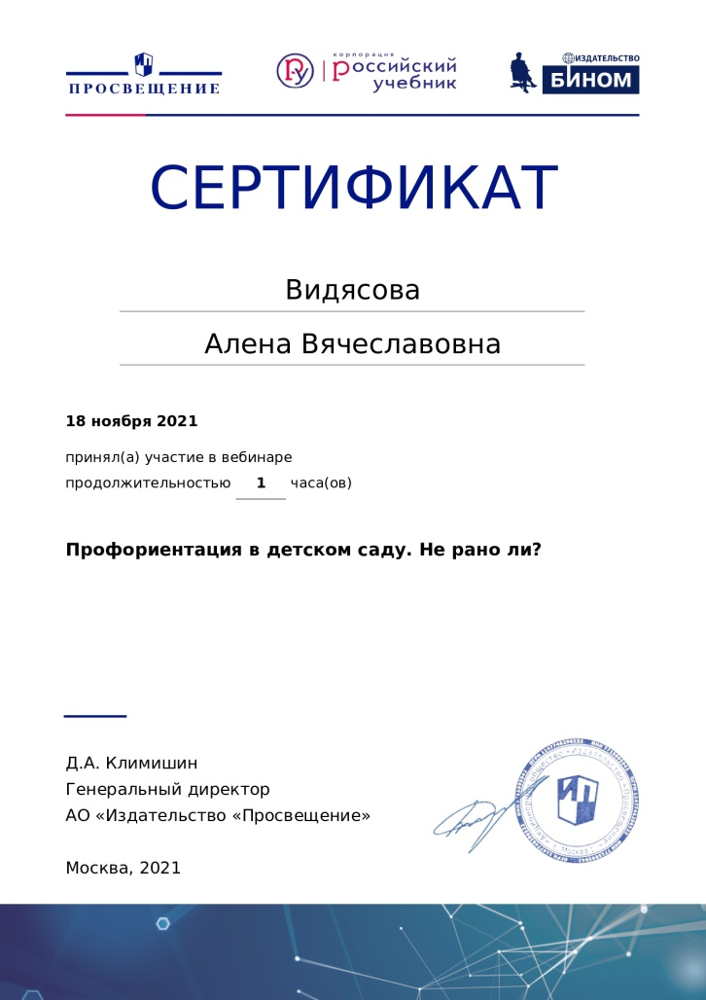 ПРОСВЕЩЕНИЕ
корпорация
российский
учебник
ИЗДАТЕЛЬСТВО
БИНОМ
СЕРТИФИКАТ
Видясова
Алена Вячеславовна
18 ноября 2021
принял(а) участие в вебинаре
продолжительностью 1 часа(ов)
Профориентация в детском саду. Не рано ли?
Д.А. Климишин
Генеральный директор
АО «Издательство «Просвещение»
Москва, 2021